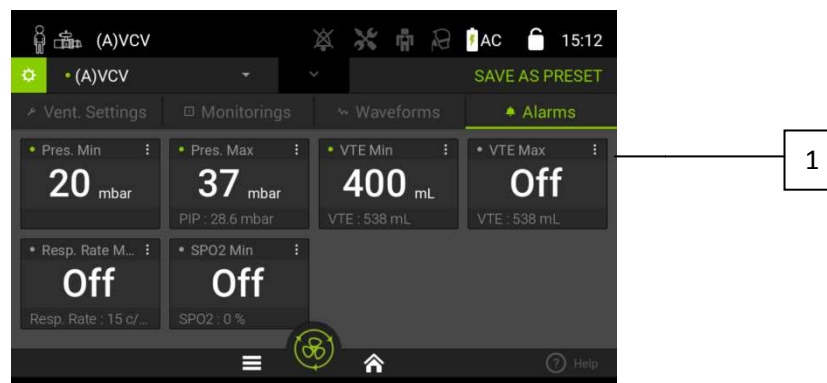 (A)VCV AC 15:12
(A)VCV SAVE AS PRESET
Vent. Settings Monitorings Waveforms Alarms
Pres. Min Pres. Max VTE Min VTE Max
20 mbar 37 mbar 400 mL Off
PIP : 28.6 mbar VTE : 538 mL VTE : 538 mL
Resp. Rate M... SPO2 Min
Off Off
Resp. Rate : 15 c/... SPO2 : 0 %
? Help
1